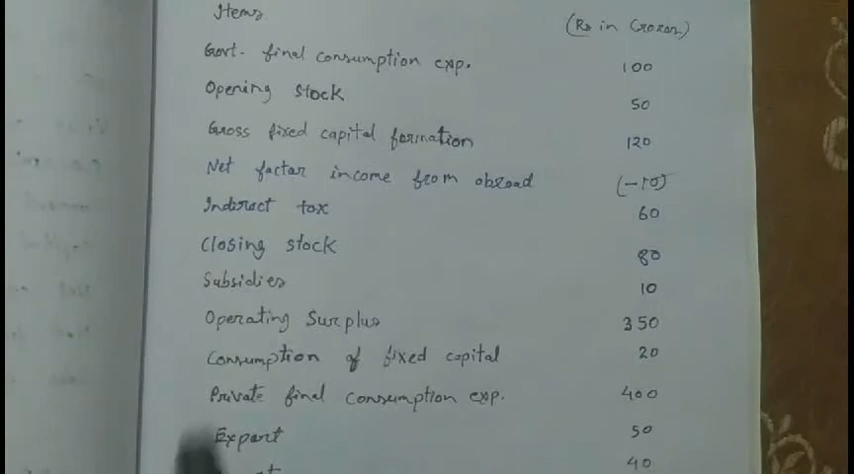 Items (Rs in Crores)
Govt. final consumption exp. 100
Opening stock 50
Gross fixed capital formation 120
Net factor income from abroad (-10)
Indirect tax 60
Closing stock 80
Subsidies 10
Operating Surplus 350
Consumption of fixed capital 20
Private final consumption exp. 400
Export 50
40